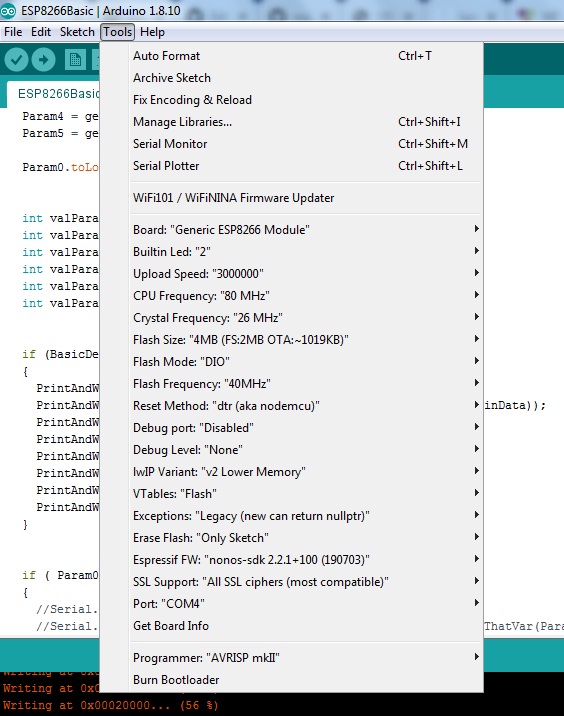 ESP8266Basic | Arduino 1.8.10
File Edit Sketch Tools Help
ESP8266Basic
Param4 = ge
Param5 = ge
Param0.toLo
int valPara
int valPara
int valPara
int valPara
int valPara
int valPara
if (BasicDe
{
PrintAndW
PrintAndW inData));
PrintAndW
PrintAndW
PrintAndW
PrintAndW
PrintAndW
PrintAndW
}
if ( Param0
{
//Serial.
//Serial. ThatVar(Para
Auto Format Ctrl+T
Archive Sketch
Fix Encoding & Reload
Manage Libraries... Ctrl+Shift+I
Serial Monitor Ctrl+Shift+M
Serial Plotter Ctrl+Shift+L
WiFi101 / WiFiNINA Firmware Updater
Board: "Generic ESP8266 Module"
Builtin Led: "2"
Upload Speed: "3000000"
CPU Frequency: "80 MHz"
Crystal Frequency: "26 MHz"
Flash Size: "4MB (FS:2MB OTA:~1019KB)"
Flash Mode: "DIO"
Flash Frequency: "40MHz"
Reset Method: "dtr (aka nodemcu)"
Debug port: "Disabled"
Debug Level: "None"
lwIP Variant: "v2 Lower Memory"
VTables: "Flash"
Exceptions: "Legacy (new can return nullptr)"
Erase Flash: "Only Sketch"
Espressif FW: "nonos-sdk 2.2.1+100 (190703)"
SSL Support: "All SSL ciphers (most compatible)"
Port: "COM4"
Get Board Info
Programmer: "AVRISP mkII"
Burn Bootloader
Writing at 0x0
Writing at 0x0
Writing at 0x00020000... (56 %)